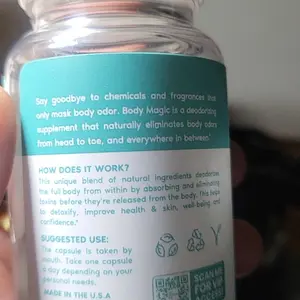 Say goodbye to chemicals and fragrances that
only mask body odor. Body Magic is a deodorizing
supplement that naturally eliminates body odors
from head to toe, and everywhere in between.*
HOW DOES IT WORK?
This unique blend of natural ingredients deodorizes
the full body from within by absorbing and eliminating
toxins before they're released from the body. This helps
to detoxify, improve health & skin, well-being and
confidence.*
SUGGESTED USE:
The capsule is taken by
mouth. Take one capsule
a day depending on your
personal needs.
MADE IN THE U.S.A
SCAN ME
FOR VIP